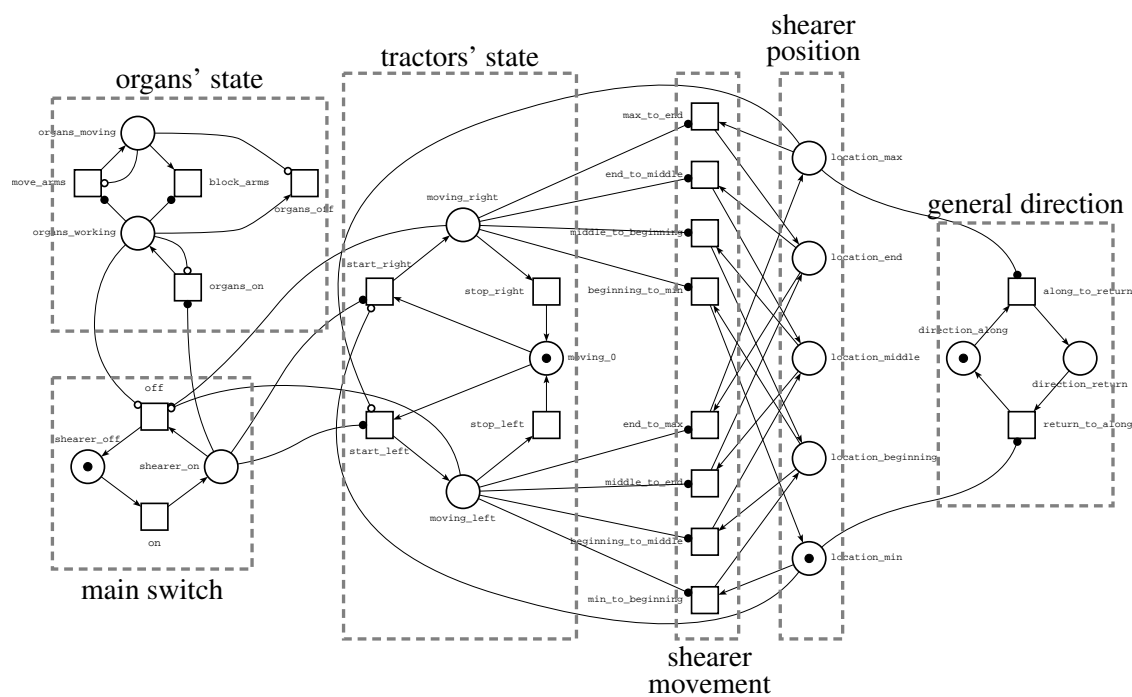 shearer
position
tractors' state
organs' state
max_to_end
organs_moving
location_max
end_to_middle
move_arms
block_arms
moving_right
organs_off
general direction
organs_working
middle_to_beginning
location_end
start_right
organs_on
stop_right
beginning_to_min
along_to_return
direction_along
moving_0
location_middle
off
direction_return
shearer_off
stop_left
end_to_max
return_to_along
start_left
shearer_on
location_beginning
middle_to_end
moving_left
on
beginning_to_middle
location_min
main switch
min_to_beginning
shearer
movement